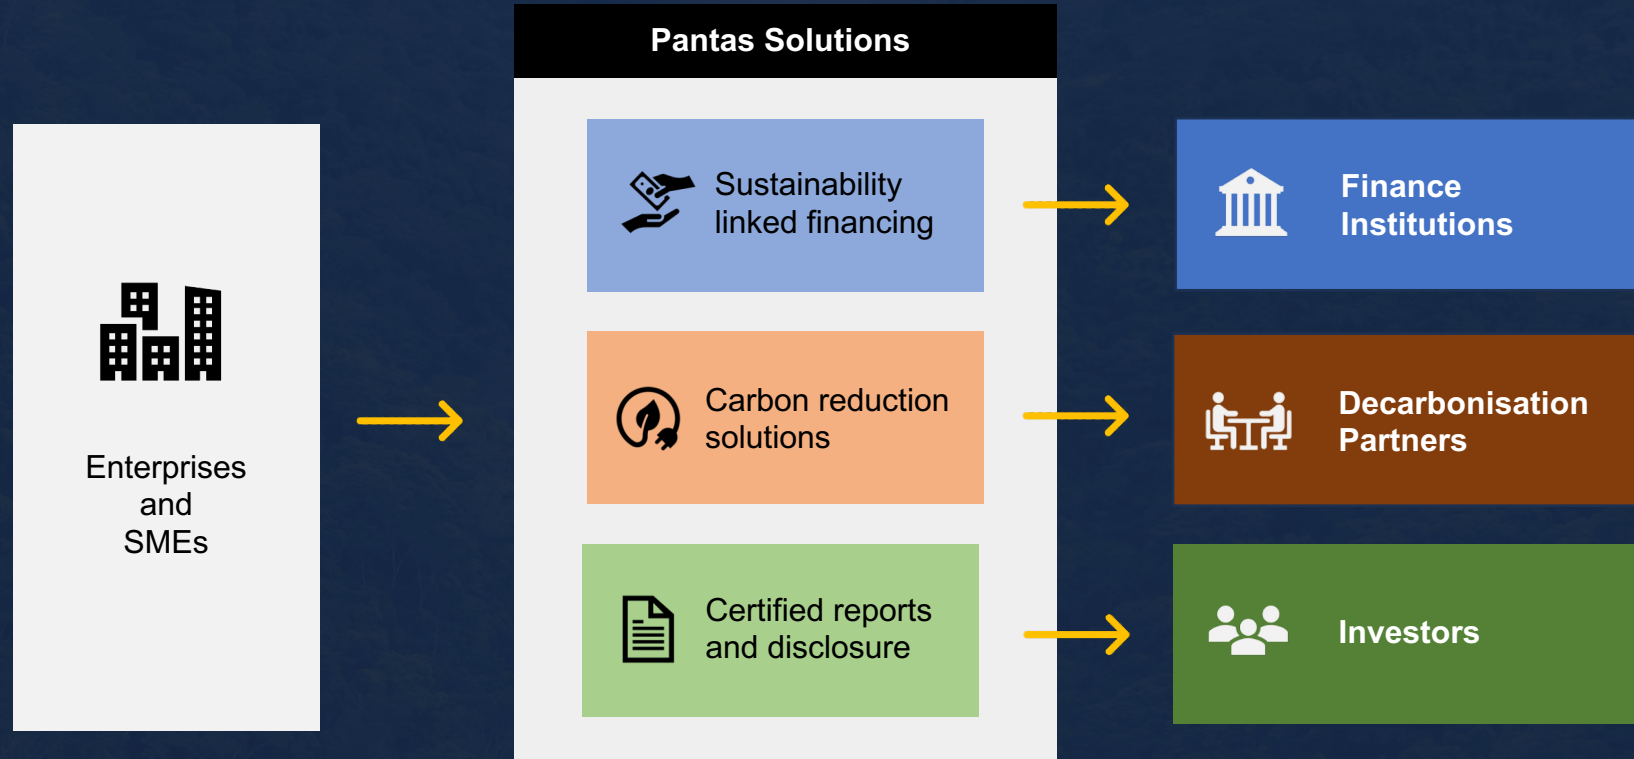 Pantas Solutions
Enterprises
and
SMEs
Sustainability
linked financing
Finance
Institutions
Carbon reduction
solutions
Decarbonisation
Partners
Certified reports
and disclosure
Investors